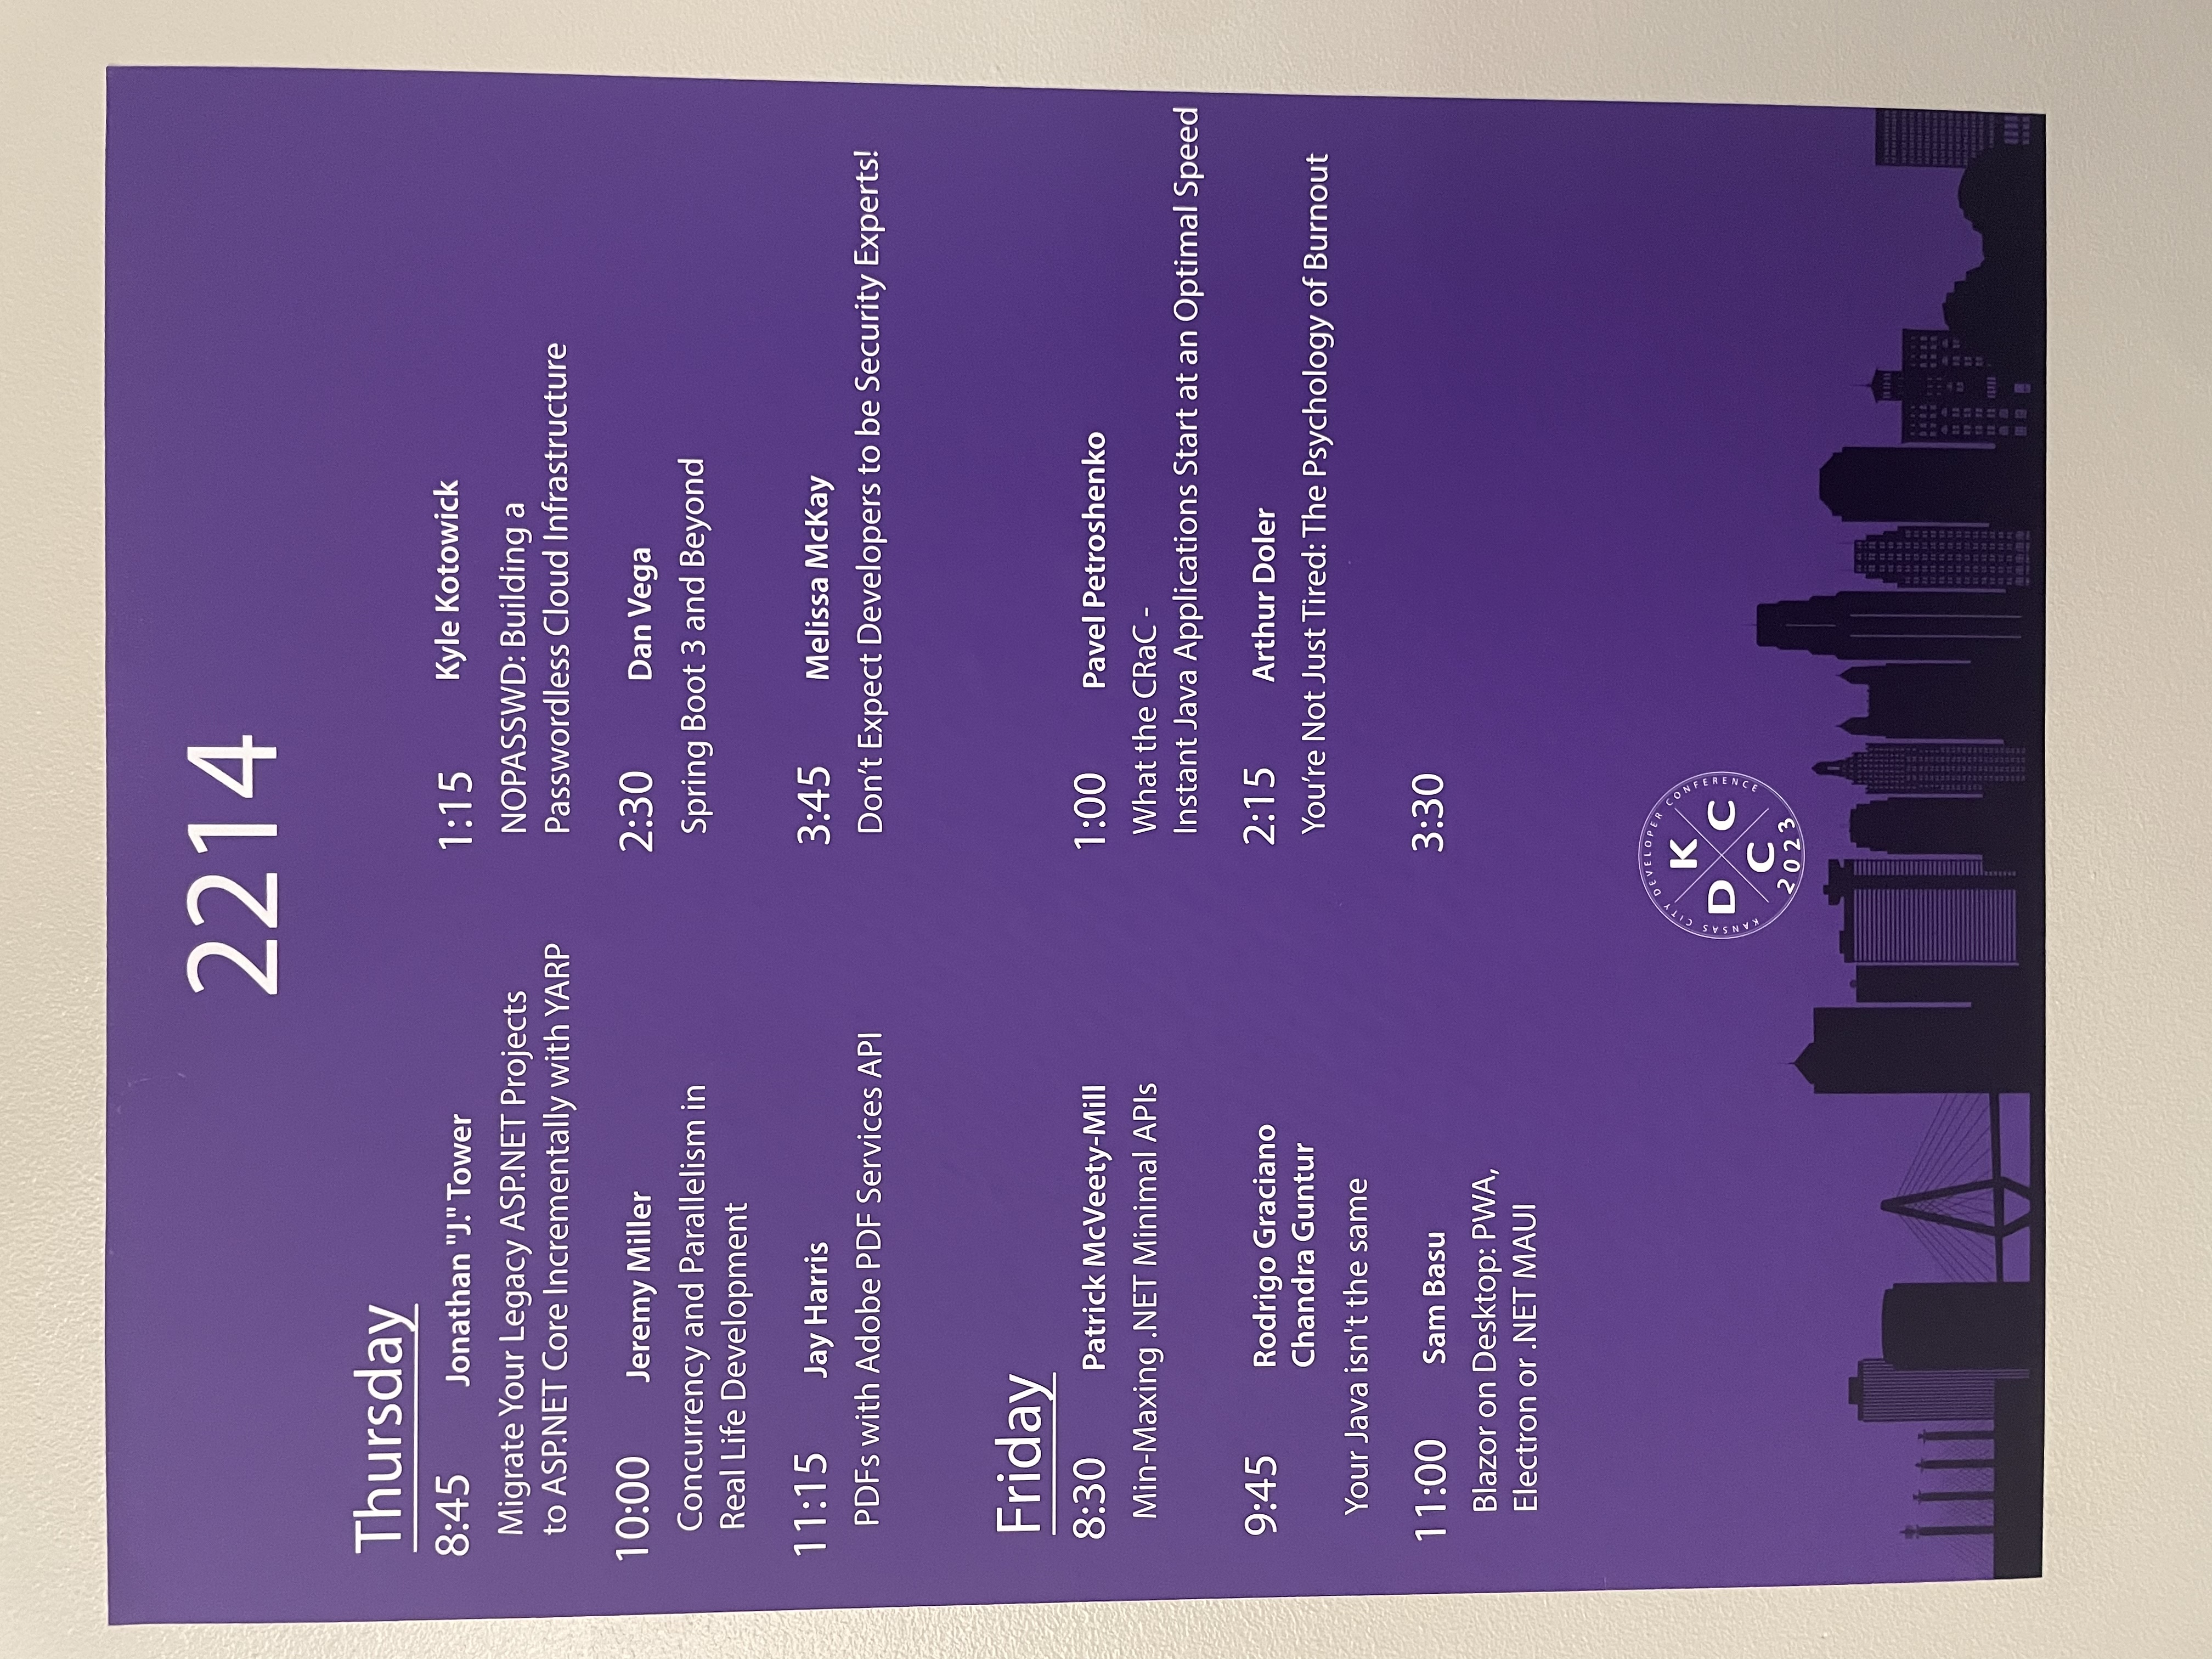 2214
Thursday
8:45 Jonathan "J." Tower
Migrate Your Legacy ASP.NET Projects
to ASP.NET Core Incrementally with YARP
10:00 Jeremy Miller
Concurrency and Parallelism in
Real Life Development
11:15 Jay Harris
PDFs with Adobe PDF Services API
1:15 Kyle Kotowick
NOPASSWD: Building a
Passwordless Cloud Infrastructure
2:30 Dan Vega
Spring Boot 3 and Beyond
3:45 Melissa McKay
Don’t Expect Developers to be Security Experts!
Friday
8:30 Patrick McVeety-Mill
Min-Maxing .NET Minimal APIs
9:45 Rodrigo Graciano
Chandra Guntur
Your Java isn't the same
11:00 Sam Basu
Blazor on Desktop: PWA,
Electron or .NET MAUI
1:00 Pavel Petroshenko
What the CRaC -
Instant Java Applications Start at an Optimal Speed
2:15 Arthur Doler
You’re Not Just Tired: The Psychology of Burnout
3:30
KANSAS CITY DEVELOPER CONFERENCE
K
D C
C
2023